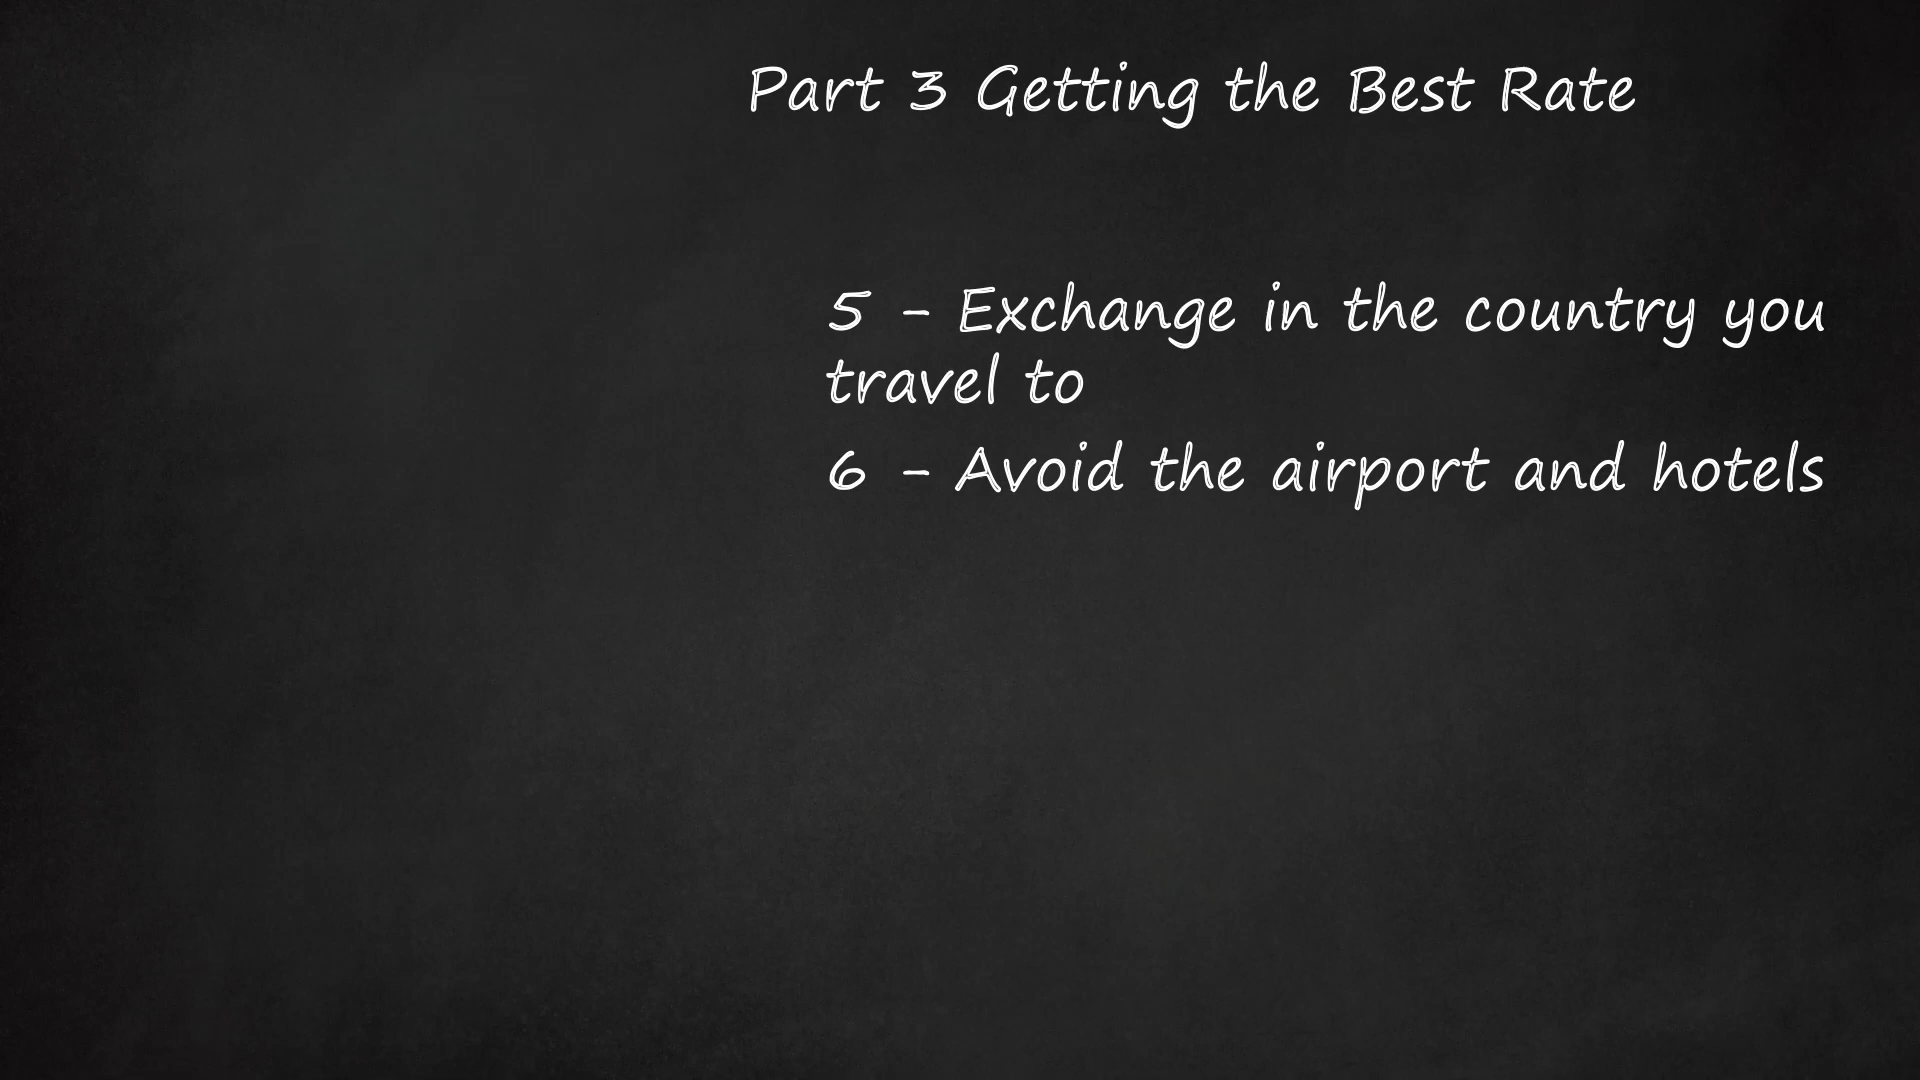 Part 3 Getting the Best Rate
5 - Exchange in the country you
travel to
6 - Avoid the airport and hotels